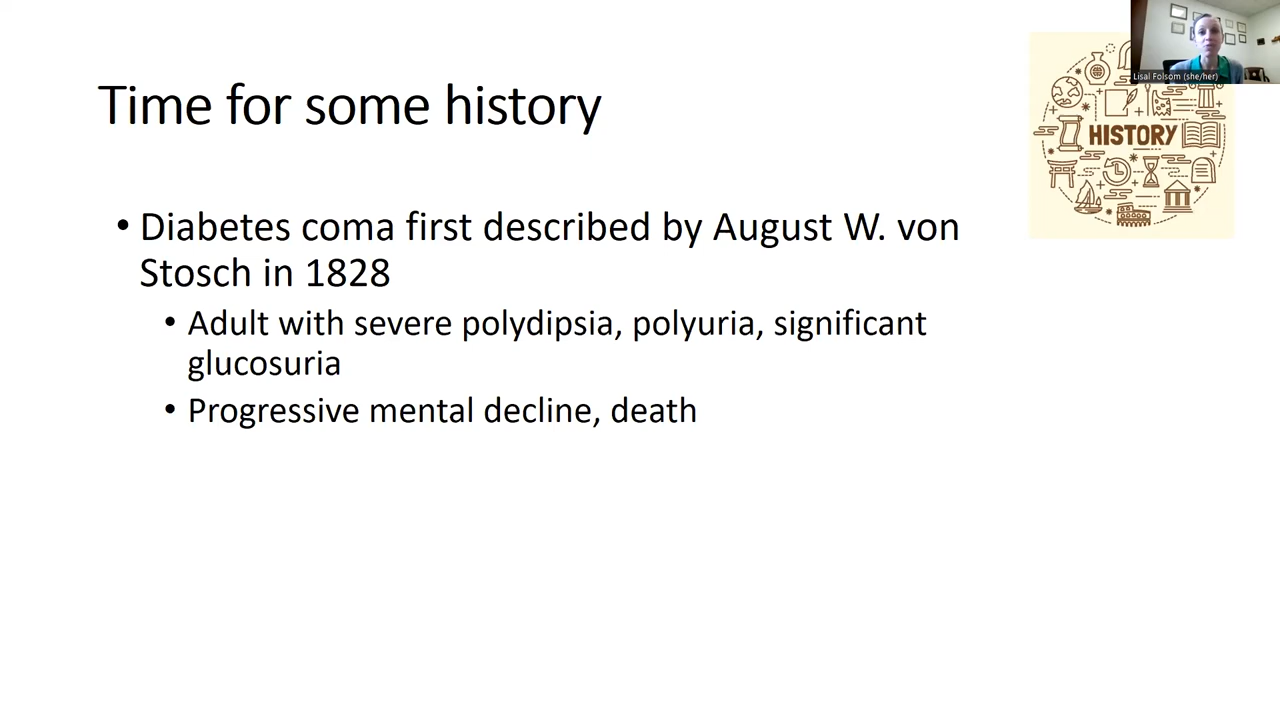 Lisal Folsom (she/her)
Time for some history
HISTORY
• Diabetes coma first described by August W. von
Stosch in 1828
• Adult with severe polydipsia, polyuria, significant
glucosuria
• Progressive mental decline, death